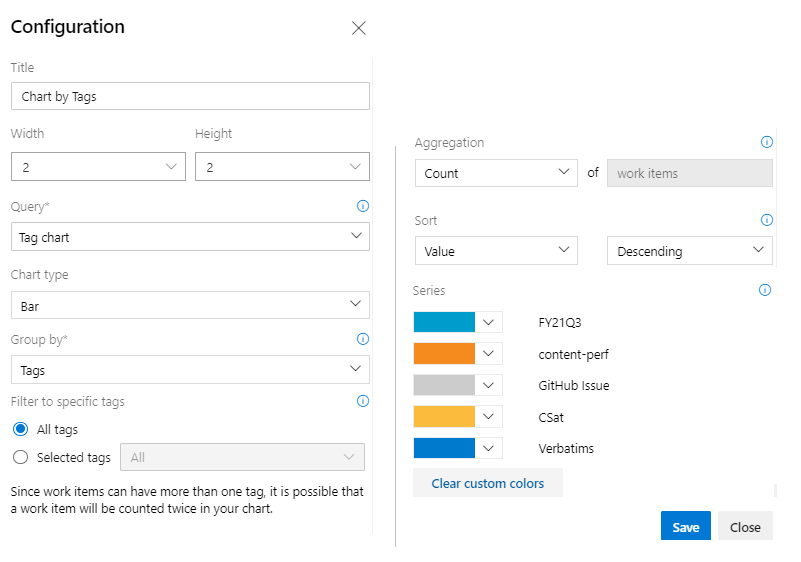 Configuration
Title
Chart by Tags
Width Height
2 2
Query*
Tag chart
Chart type
Bar
Group by*
Tags
Filter to specific tags
All tags
Selected tags All
Since work items can have more than one tag, it is possible that
a work item will be counted twice in your chart.
Aggregation
Count of work items
Sort
Value Descending
Series
FY21Q3
content-perf
GitHub Issue
CSat
Verbatims
Clear custom colors
Save Close